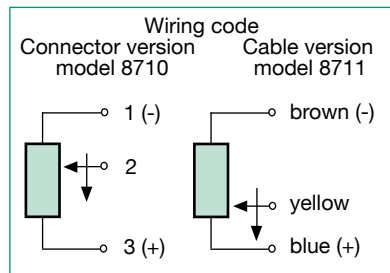 Wiring code
Connector version
model 8710
1 (-)
2
3 (+)
Cable version
model 8711
brown (-)
yellow
blue (+)